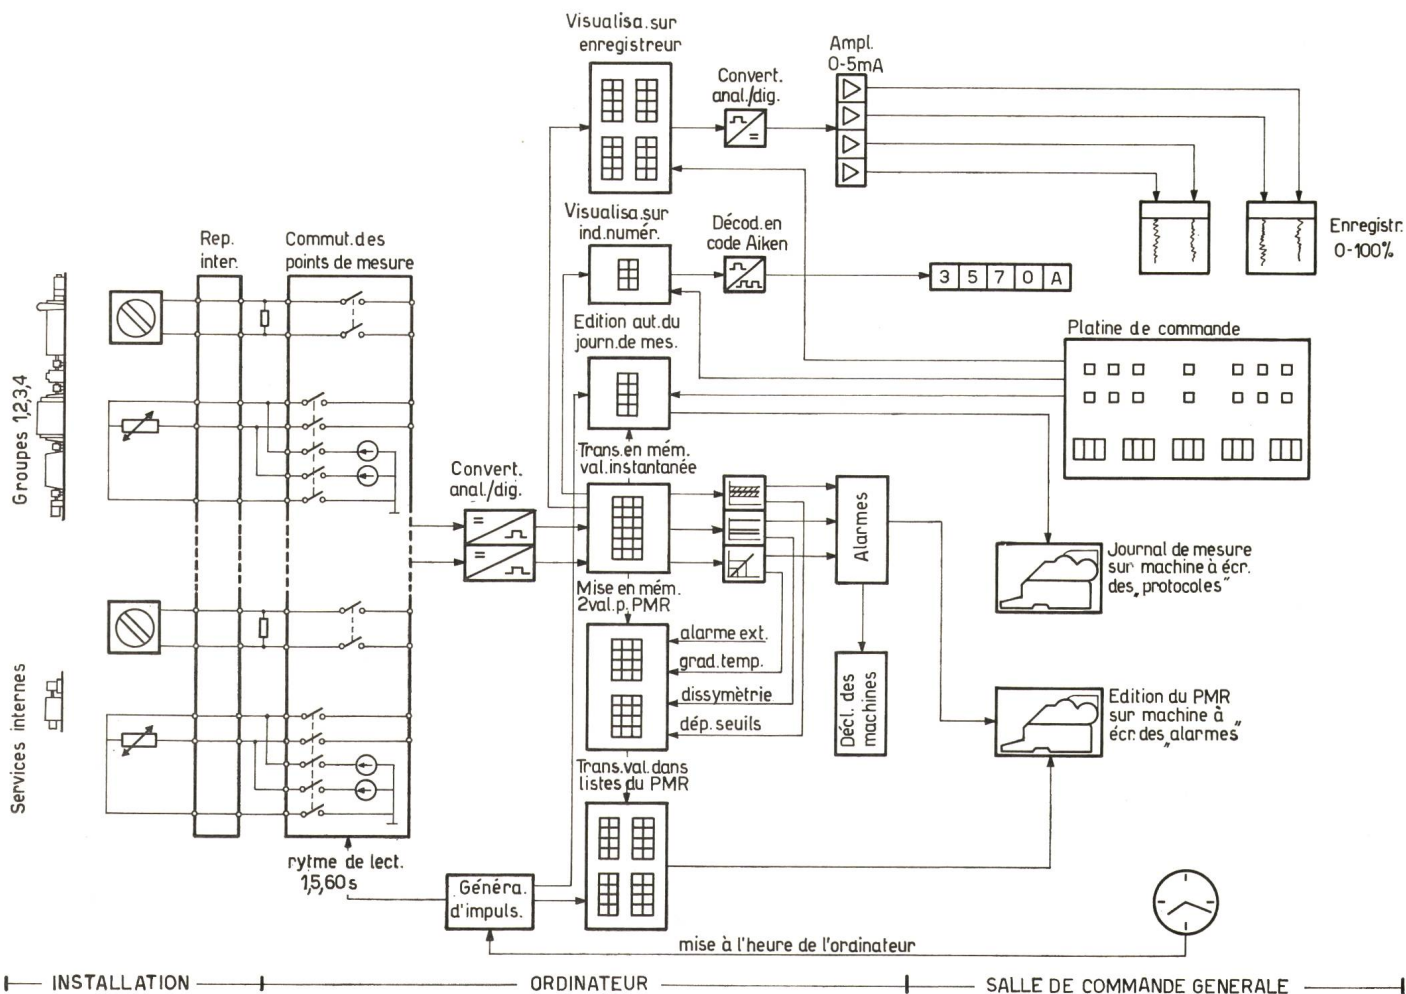 Visualisa.sur
enregistreur
Convert.
anal./dig.
Ampl.
0-5mA
Enregistr.
0-100%
Visualisa.sur
ind.numér.
Décod.en
code Aiken
3 5 7 0 A
Rep.
inter.
Commut.des
points de mesure
Edition aut.du
journ.de mes.
Platine de commande
Groupes 1,2,3,4
Trans.en mém.
val.instantanée
Convert.
anal./dig.
Alarmes
Journal de mesure
sur machine à écr.
des „protocoles"
Mise en mém.
2val.p.PMR
alarme ext.
grad.temp.
dissymètrie
dép.seuils
Décl. des
machines
Edition du PMR
sur machine à
écr.des „alarmes"
Services internes
Trans.val.dans
listes du PMR
rytme de lect.
1,5,60s
Généra.
d'impuls.
mise à l'heure de l'ordinateur
INSTALLATION
ORDINATEUR
SALLE DE COMMANDE GENERALE